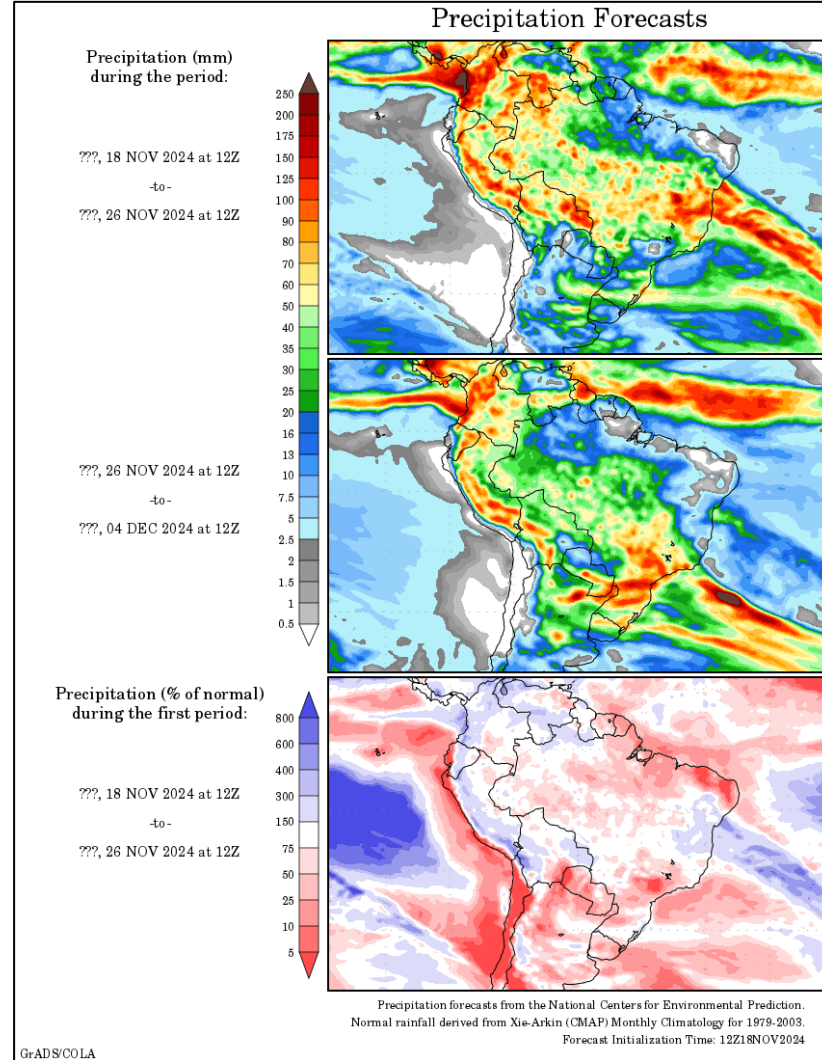 Precipitation Forecasts
Precipitation (mm)
during the period:
???, 18 NOV 2024 at 12Z
-to-
???, 26 NOV 2024 at 12Z
250
200
175
150
125
100
90
80
70
60
50
40
35
30
25
20
16
13
10
7.5
5
2.5
2
1.5
1
0.5
???, 26 NOV 2024 at 12Z
-to-
???, 04 DEC 2024 at 12Z
Precipitation (% of normal)
during the first period:
???, 18 NOV 2024 at 12Z
-to-
???, 26 NOV 2024 at 12Z
800
600
400
300
150
75
50
25
10
5
Precipitation forecasts from the National Centers for Environmental Prediction.
Normal rainfall derived from Xie-Arkin (CMAP) Monthly Climatology for 1979-2003.
Forecast Initialization Time: 12Z18NOV2024
GrADS/COLA